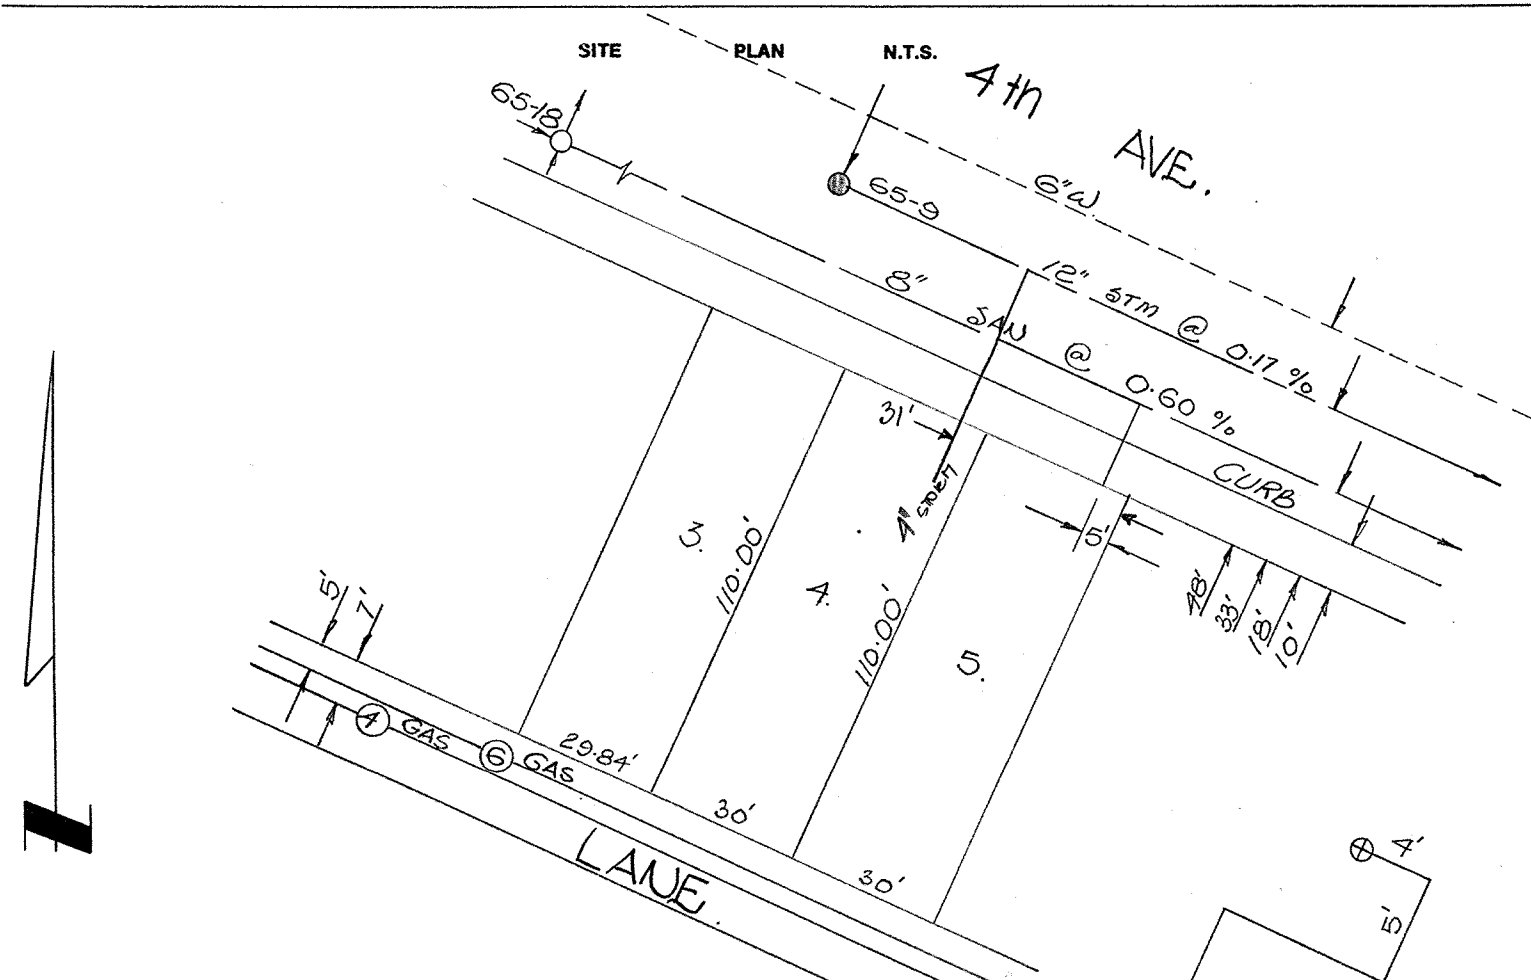 SITE PLAN N.T.S.
4th AVE.
65-18
65-9
6"W
12" STM @ 0.17 %
8" SAN @ 0.60 %
CURB
31'
4" STORM
5'
48'
33'
18'
10'
3.
110.00'
4.
110.00'
5.
5'
7'
4 GAS
6 GAS
29.84'
30'
30'
LANE.
4'
5'